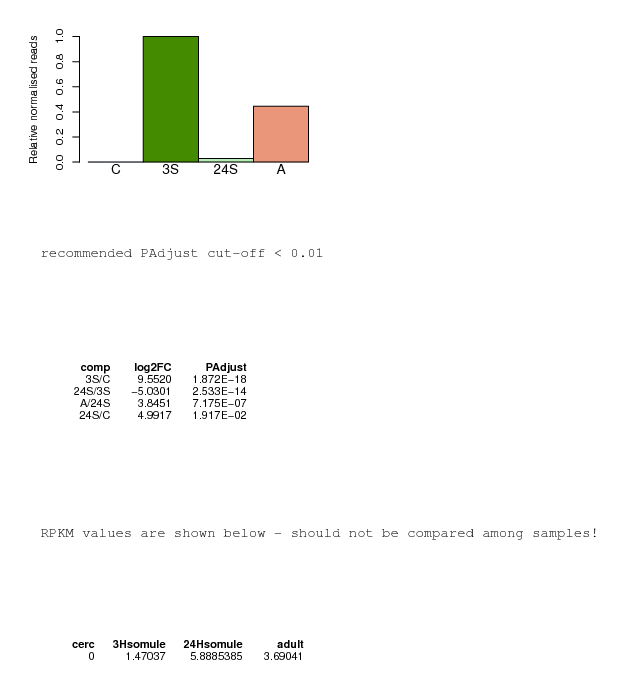 Relative normalised reads
1.0
0.8
0.6
0.4
0.2
0.0
C 3S 24S A
recommended PAdjust cut-off < 0.01
comp log2FC PAdjust
3S/C 9.5520 1.872E−18
24S/3S −5.0301 2.533E−14
A/24S 3.8451 7.175E−07
24S/C 4.9917 1.917E−02
RPKM values are shown below - should not be compared among samples!
cerc 3Hsomule 24Hsomule adult
0 1.47037 5.8885385 3.69041